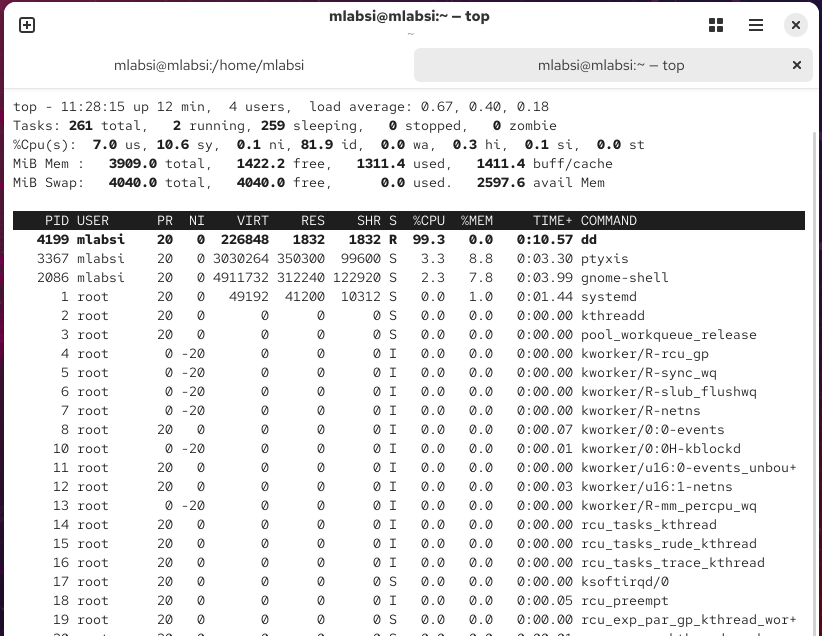 mlabsi@mlabsi:~ — top
~
mlabsi@mlabsi:/home/mlabsi
mlabsi@mlabsi:~ — top
top - 11:28:15 up 12 min,  4 users,  load average: 0.67, 0.40, 0.18
Tasks: 261 total,   2 running, 259 sleeping,   0 stopped,   0 zombie
%Cpu(s):  7.0 us, 10.6 sy,  0.1 ni, 81.9 id,  0.0 wa,  0.3 hi,  0.1 si,  0.0 st
MiB Mem :   3909.0 total,   1422.2 free,   1311.4 used,   1411.4 buff/cache
MiB Swap:   4040.0 total,   4040.0 free,      0.0 used.   2597.6 avail Mem
PID USER      PR  NI    VIRT    RES    SHR S  %CPU  %MEM     TIME+ COMMAND
4199 mlabsi    20   0  226848   1832   1832 R  99.3   0.0   0:10.57 dd
3367 mlabsi    20   0 3030264 350300  99600 S   3.3   8.8   0:03.30 ptyxis
2086 mlabsi    20   0 4911732 312240 122920 S   2.3   7.8   0:03.99 gnome-shell
1 root      20   0   49192  41200  10312 S   0.0   1.0   0:01.44 systemd
2 root      20   0       0      0      0 S   0.0   0.0   0:00.00 kthreadd
3 root      20   0       0      0      0 S   0.0   0.0   0:00.00 pool_workqueue_release
4 root       0 -20       0      0      0 I   0.0   0.0   0:00.00 kworker/R-rcu_gp
5 root       0 -20       0      0      0 I   0.0   0.0   0:00.00 kworker/R-sync_wq
6 root       0 -20       0      0      0 I   0.0   0.0   0:00.00 kworker/R-slub_flushwq
7 root       0 -20       0      0      0 I   0.0   0.0   0:00.00 kworker/R-netns
8 root      20   0       0      0      0 I   0.0   0.0   0:00.07 kworker/0:0-events
10 root       0 -20       0      0      0 I   0.0   0.0   0:00.01 kworker/0:0H-kblockd
11 root      20   0       0      0      0 I   0.0   0.0   0:00.00 kworker/u16:0-events_unbou+
12 root      20   0       0      0      0 I   0.0   0.0   0:00.03 kworker/u16:1-netns
13 root       0 -20       0      0      0 I   0.0   0.0   0:00.00 kworker/R-mm_percpu_wq
14 root      20   0       0      0      0 I   0.0   0.0   0:00.00 rcu_tasks_kthread
15 root      20   0       0      0      0 I   0.0   0.0   0:00.00 rcu_tasks_rude_kthread
16 root      20   0       0      0      0 I   0.0   0.0   0:00.00 rcu_tasks_trace_kthread
17 root      20   0       0      0      0 S   0.0   0.0   0:00.00 ksoftirqd/0
18 root      20   0       0      0      0 I   0.0   0.0   0:00.05 rcu_preempt
19 root      20   0       0      0      0 S   0.0   0.0   0:00.00 rcu_exp_par_gp_kthread_wor+